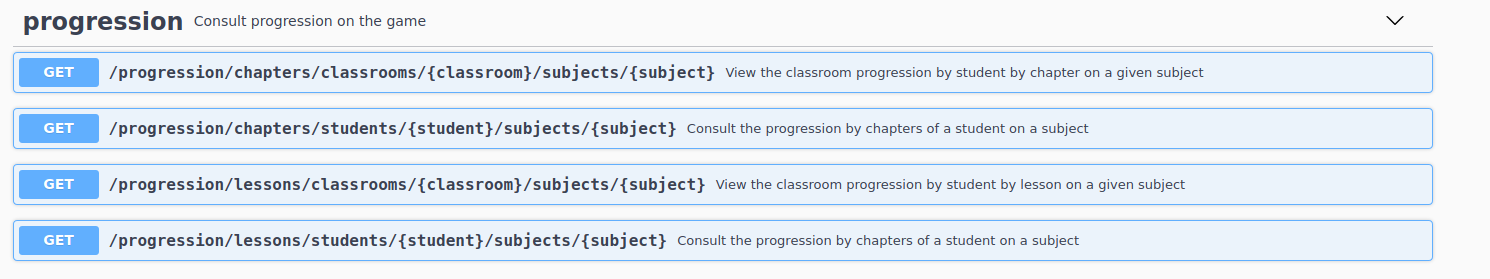 progression Consult progression on the game
GET /progression/chapters/classrooms/{classroom}/subjects/{subject} View the classroom progression by student by chapter on a given subject
GET /progression/chapters/students/{student}/subjects/{subject} Consult the progression by chapters of a student on a subject
GET /progression/lessons/classrooms/{classroom}/subjects/{subject} View the classroom progression by student by lesson on a given subject
GET /progression/lessons/students/{student}/subjects/{subject} Consult the progression by chapters of a student on a subject